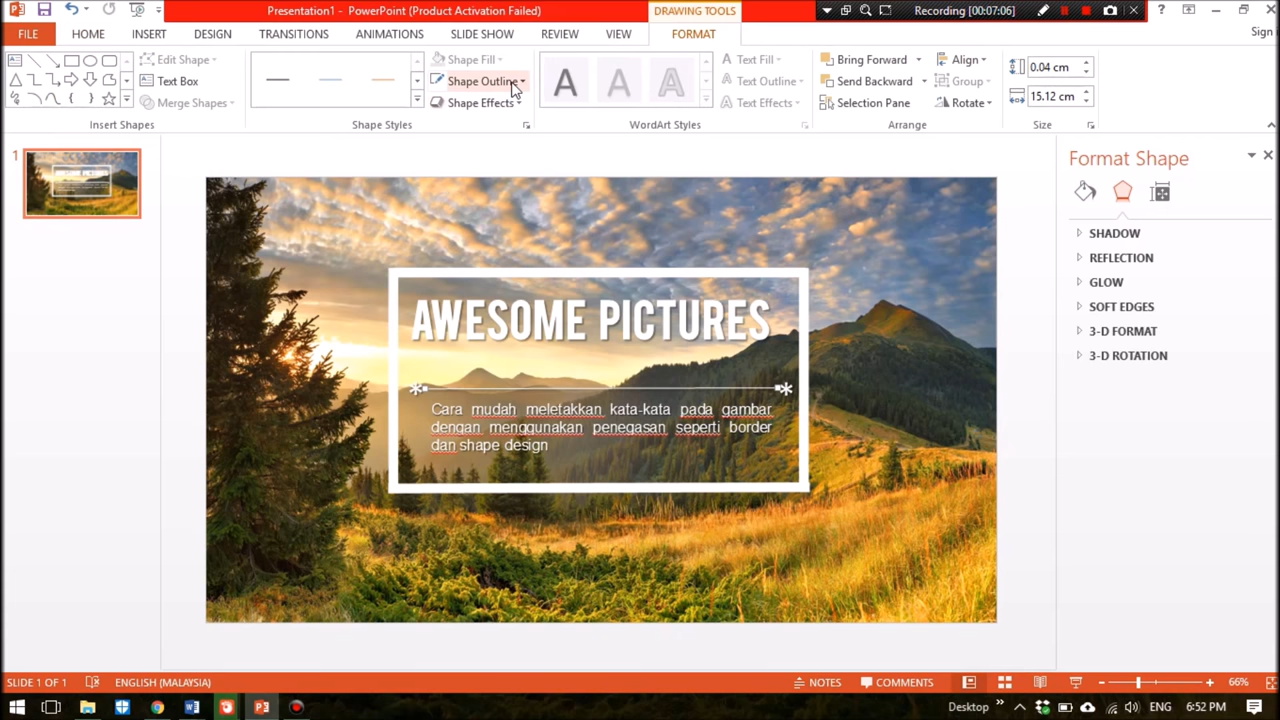 Presentation1 - PowerPoint (Product Activation Failed)
DRAWING TOOLS
Recording [00:07:06]
FILE HOME INSERT DESIGN TRANSITIONS ANIMATIONS SLIDE SHOW REVIEW VIEW FORMAT Sign
Edit Shape
Text Box
Merge Shapes
Insert Shapes
Shape Styles
Shape Fill
Shape Outline
Shape Effects
A A A
WordArt Styles
Text Fill
Text Outline
Text Effects
Bring Forward
Send Backward
Selection Pane
Align
Group
Rotate
Arrange
0.04 cm
15.12 cm
Size
1
AWESOME PICTURES
Cara mudah meletakkan kata-kata pada gambar
dengan menggunakan penegasan seperti border
dan shape design
Format Shape
SHADOW
REFLECTION
GLOW
SOFT EDGES
3-D FORMAT
3-D ROTATION
SLIDE 1 OF 1 ENGLISH (MALAYSIA) NOTES COMMENTS 66%
Desktop ENG 6:52 PM